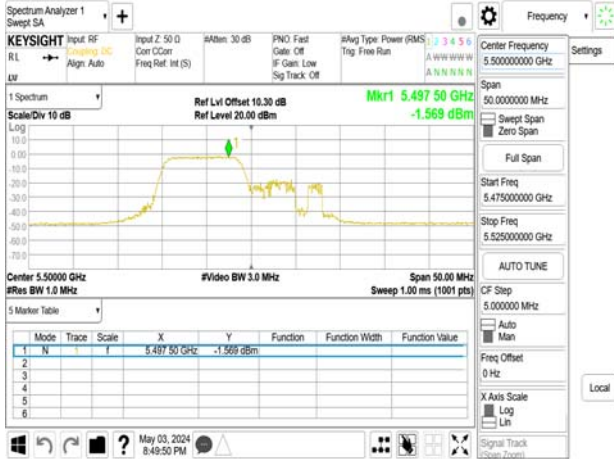 Spectrum Analyzer 1
Swept SA
Frequency
KEYSIGHT
RL
Input: RF
Coupling: DC
Align: Auto
Input Z: 50 Ω
Corr CCorr
Freq Ref: Int (S)
#Atten: 30 dB
PNO: Fast
Gate: Off
IF Gain: Low
Sig Track: Off
#Avg Type: Power (RMS
Trig: Free Run
1 2 3 4 5 6
A W W W W W
A N N N N N
1 Spectrum
Scale/Div 10 dB
Log
Ref Lvl Offset 10.30 dB
Ref Level 20.00 dBm
Mkr1 5.497 50 GHz
-1.569 dBm
10.0
0.00
-10.0
-20.0
-30.0
-40.0
-50.0
-60.0
-70.0
1
Center 5.50000 GHz
#Res BW 1.0 MHz
#Video BW 3.0 MHz
Span 50.00 MHz
Sweep 1.00 ms (1001 pts)
5 Marker Table
Mode Trace Scale X Y Function Function Width Function Value
1 N 1 f 5.497 50 GHz -1.569 dBm
2
3
4
5
6
May 03, 2024
8:49:50 PM
Center Frequency
5.500000000 GHz
Settings
Span
50.0000000 MHz
Swept Span
Zero Span
Full Span
Start Freq
5.475000000 GHz
Stop Freq
5.525000000 GHz
AUTO TUNE
CF Step
5.000000 MHz
Auto
Man
Freq Offset
0 Hz
X Axis Scale
Log
Lin
Local
Signal Track
(Span Zoom)